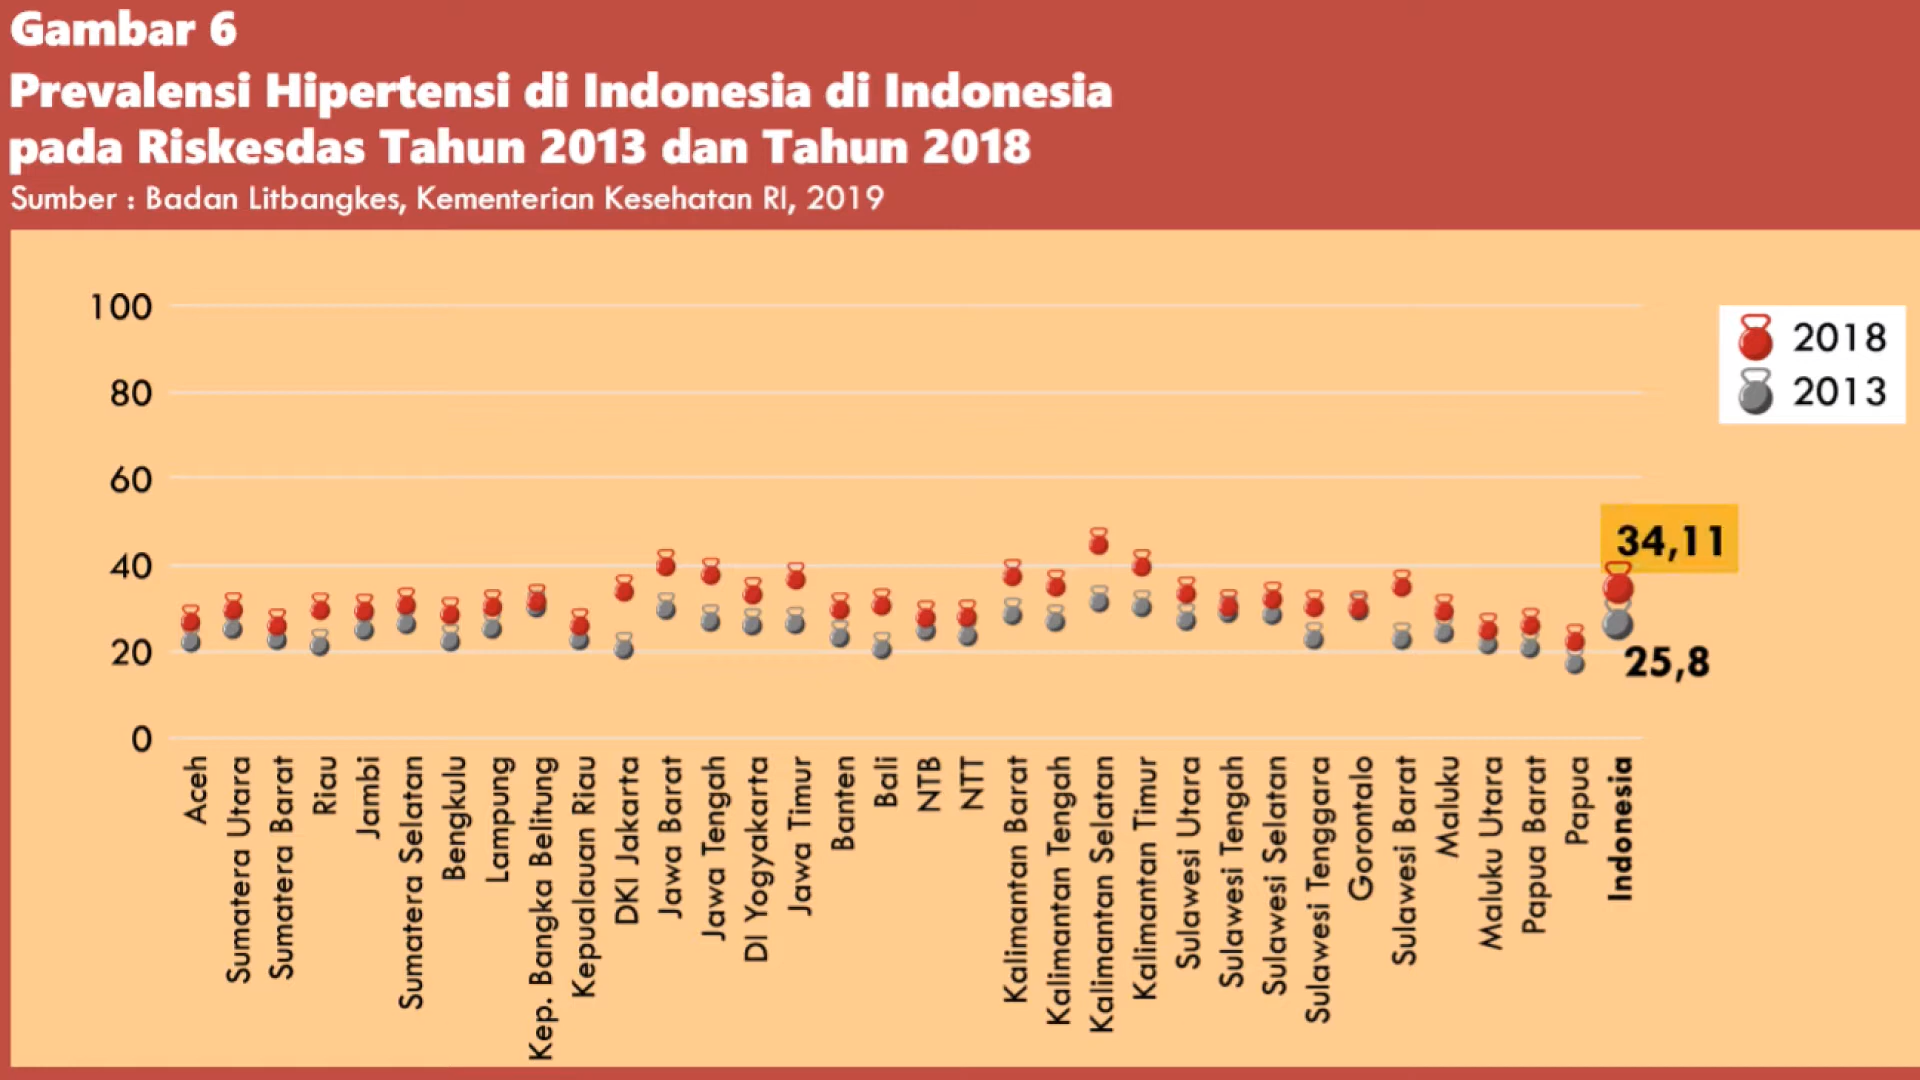 Gambar 6
Prevalensi Hipertensi di Indonesia di Indonesia
pada Riskesdas Tahun 2013 dan Tahun 2018
Sumber : Badan Litbangkes, Kementerian Kesehatan RI, 2019
100
80
60
40
20
0
2018
2013
34,11
25,8
Aceh
Sumatera Utara
Sumatera Barat
Riau
Jambi
Sumatera Selatan
Bengkulu
Lampung
Kep. Bangka Belitung
Kepualauan Riau
DKI Jakarta
Jawa Barat
Jawa Tengah
DI Yogyakarta
Jawa Timur
Banten
Bali
NTB
NTT
Kalimantan Barat
Kalimantan Tengah
Kalimantan Selatan
Kalimantan Timur
Sulawesi Utara
Sulawesi Tengah
Sulawesi Selatan
Sulawesi Tenggara
Gorontalo
Sulawesi Barat
Maluku
Maluku Utara
Papua Barat
Papua
Indonesia